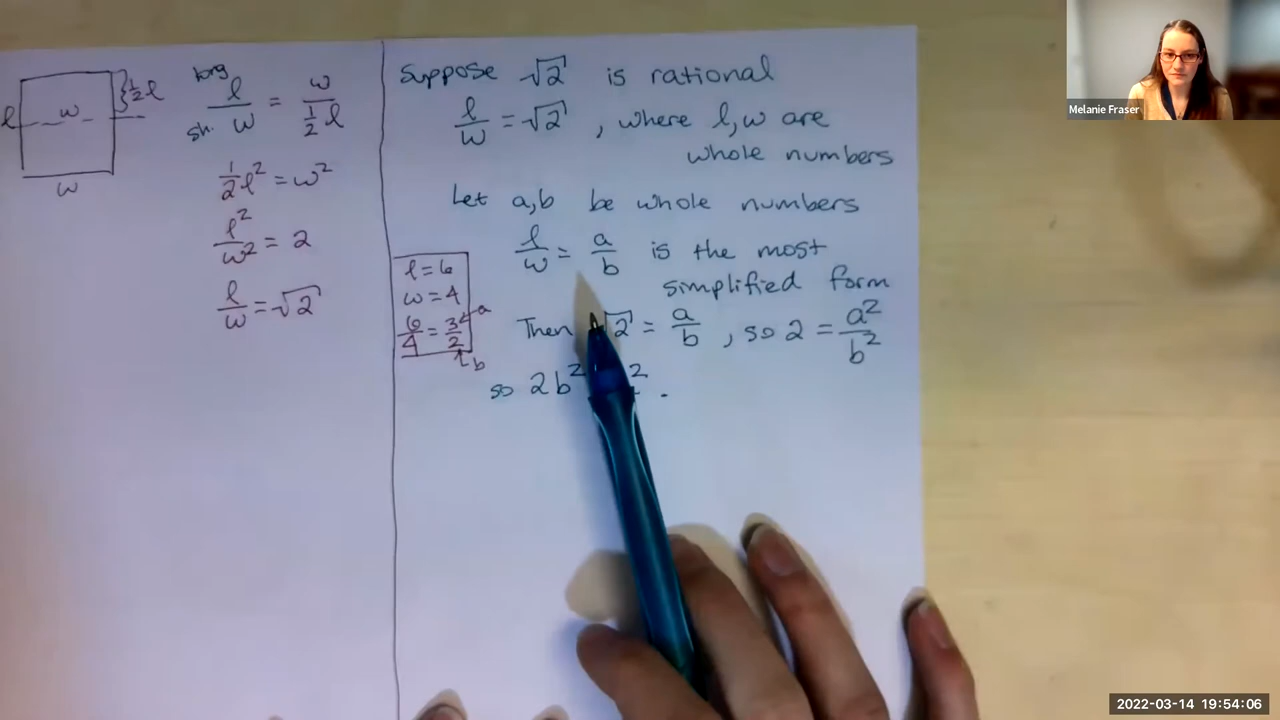 l
w
w
} ½ l
long
sh.
l/w = w/(½ l)
½ l² = w²
l²/w² = 2
l/w = √2
Suppose √2 is rational
l/w = √2 , where l,w are
whole numbers
Let a,b be whole numbers
l/w = a/b is the most
simplified form
l = 6
w = 4
6/4 = 3/2
← a
↑ b
Then √2 = a/b , so 2 = a²/b²
so 2b² ² .
Melanie Fraser
2022-03-14 19:54:06